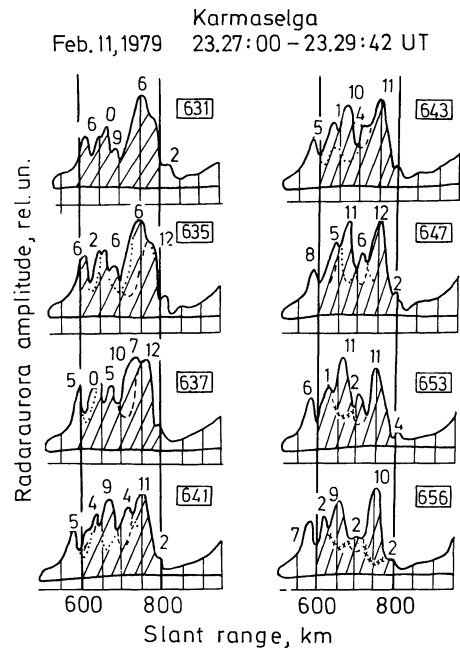 Karmaselga
Feb. 11, 1979 23.27:00 – 23.29:42 UT
Radaraurora amplitude, rel. un.
6 0 9 6 2
631
5 1 10 4 11
643
6 2 6 6 12
635
8 5 11 6 12 2
647
5 0 5 10 7 12
637
6 1 11 2 11 4
653
5 4 9 4 11 2
641
7 2 9 2 10 2
656
600 800
600 800
Slant range, km